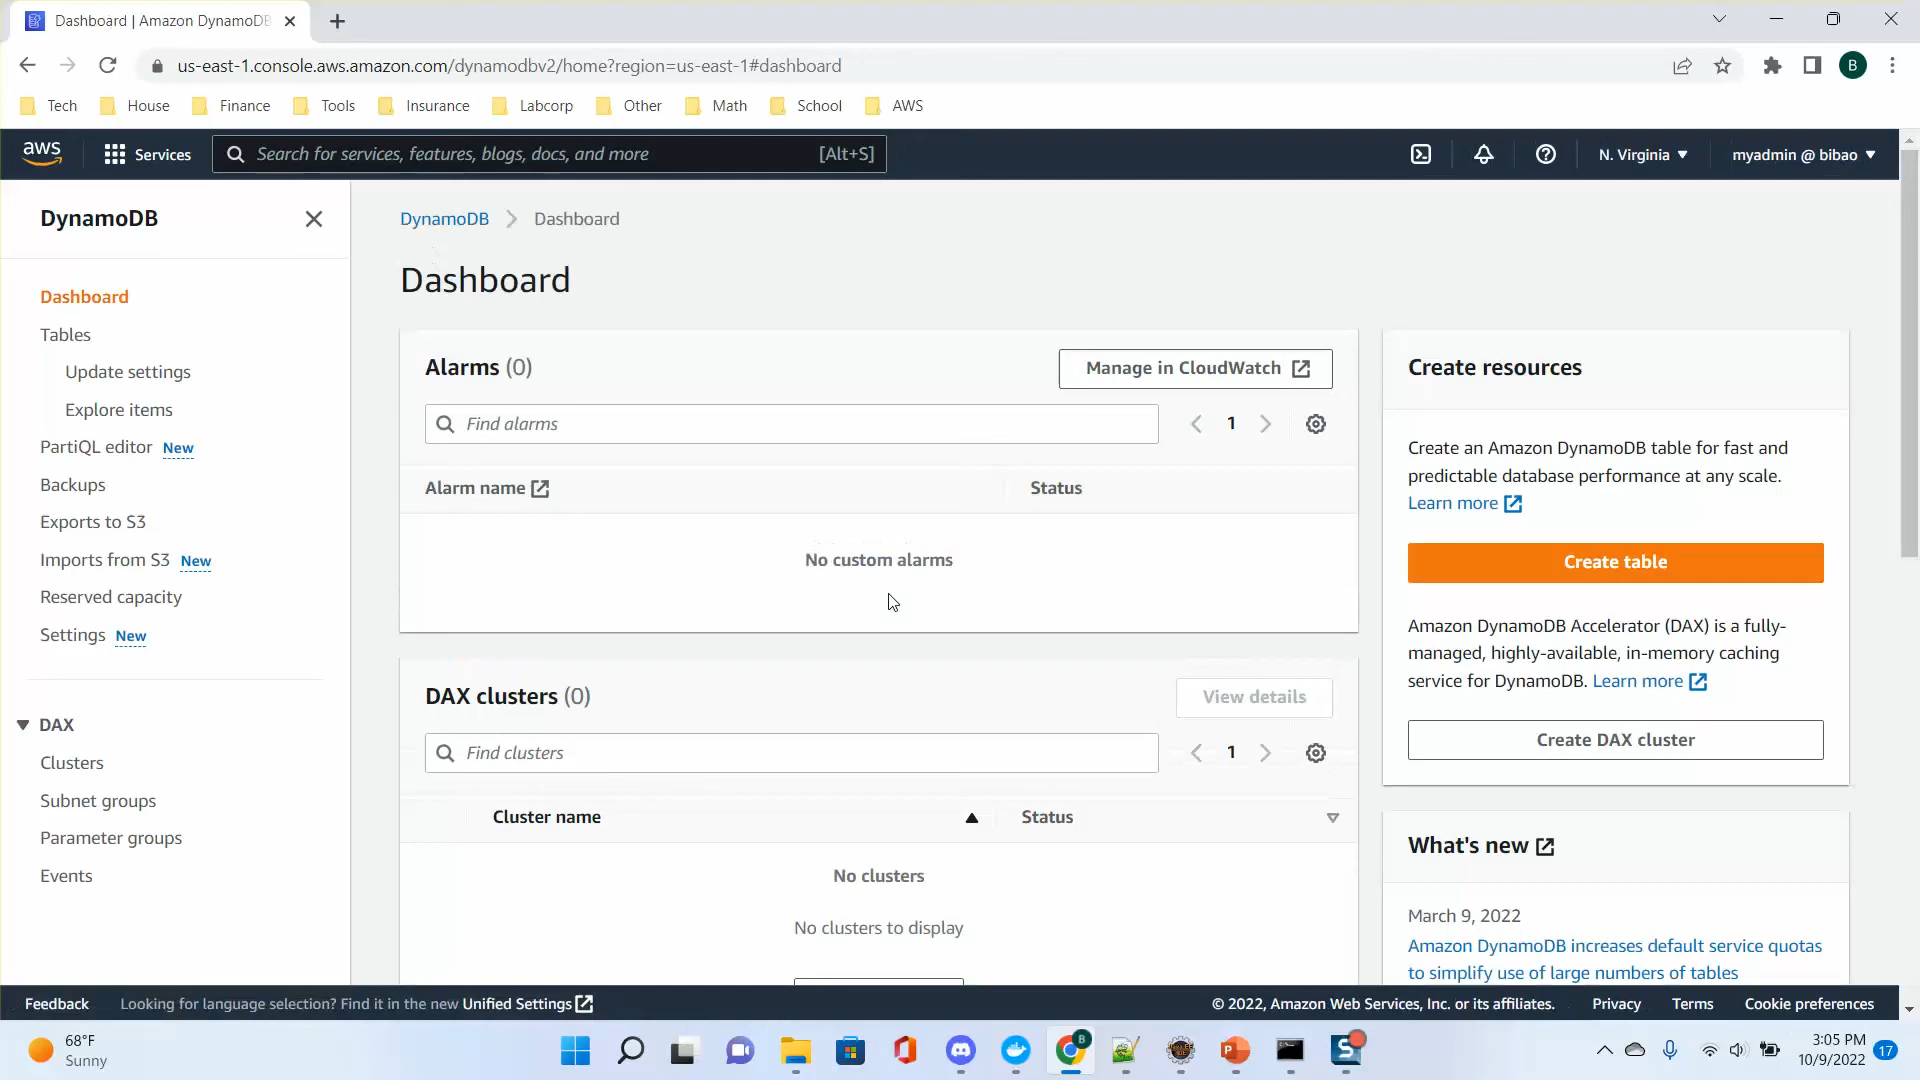 Dashboard | Amazon DynamoDB
us-east-1.console.aws.amazon.com/dynamodbv2/home?region=us-east-1#dashboard
B
Tech
House
Finance
Tools
Insurance
Labcorp
Other
Math
School
AWS
aws
Services
Search for services, features, blogs, docs, and more
[Alt+S]
N. Virginia
myadmin @ bibao
DynamoDB
Dashboard
Tables
Update settings
Explore items
PartiQL editor New
Backups
Exports to S3
Imports from S3 New
Reserved capacity
Settings New
DAX
Clusters
Subnet groups
Parameter groups
Events
DynamoDB
Dashboard
Dashboard
Alarms (0)
Manage in CloudWatch
Find alarms
1
Alarm name
Status
No custom alarms
DAX clusters (0)
View details
Find clusters
1
Cluster name
Status
No clusters
No clusters to display
Create resources
Create an Amazon DynamoDB table for fast and
predictable database performance at any scale.
Learn more
Create table
Amazon DynamoDB Accelerator (DAX) is a fully-
managed, highly-available, in-memory caching
service for DynamoDB. Learn more
Create DAX cluster
What's new
March 9, 2022
Amazon DynamoDB increases default service quotas
to simplify use of large numbers of tables
Feedback
Looking for language selection? Find it in the new Unified Settings
© 2022, Amazon Web Services, Inc. or its affiliates.
Privacy
Terms
Cookie preferences
68°F
Sunny
B
S
3:05 PM
10/9/2022
17